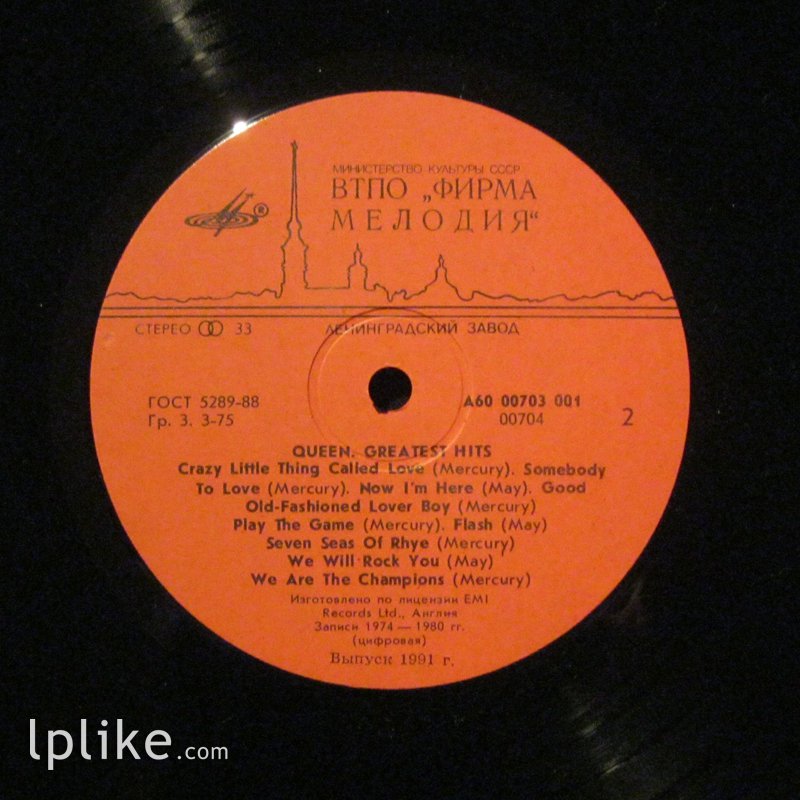 МИНИСТЕРСТВО КУЛЬТУРЫ СССР
ВТПО „ФИРМА
МЕЛОДИЯ“
®
СТЕРЕО 33 ЛЕНИНГРАДСКИЙ ЗАВОД
ГОСТ 5289-88 А60 00703 001
Гр. 3. 3-75 00704 2
QUEEN. GREATEST HITS
Crazy Little Thing Called Love (Mercury). Somebody
To Love (Mercury). Now I'm Here (May). Good
Old-Fashioned Lover Boy (Mercury)
Play The Game (Mercury). Flash (May)
Seven Seas Of Rhye (Mercury)
We Will Rock You (May)
We Are The Champions (Mercury)
Изготовлено по лицензии EMI
Records Ltd., Англия
Записи 1974 — 1980 гг.
(цифровая)
Выпуск 1991 г.
lplike.com